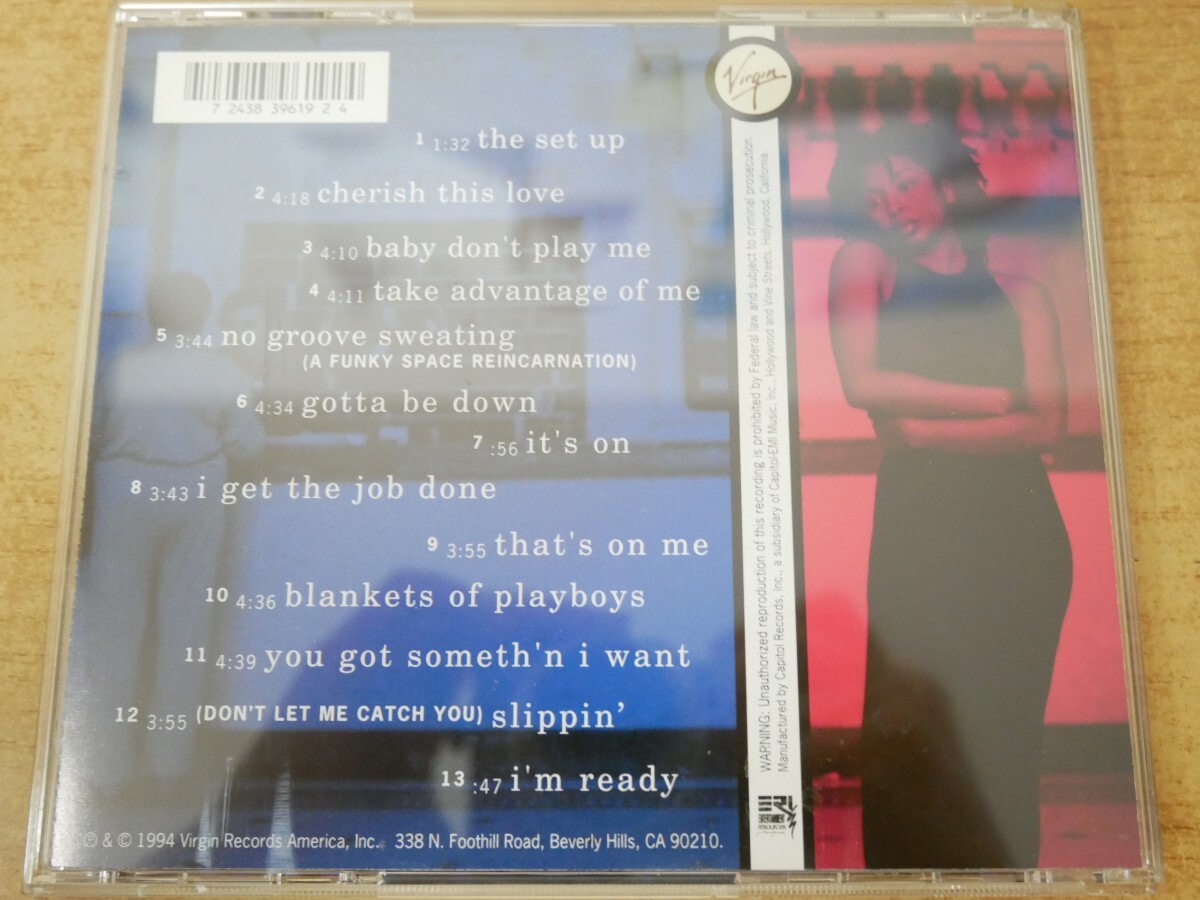 7 24383 96192 4
1 1:32 the set up
2 4:18 cherish this love
3 4:10 baby don't play me
4 4:11 take advantage of me
5 3:44 no groove sweating
(A FUNKY SPACE REINCARNATION)
6 4:34 gotta be down
7 :56 it's on
8 3:43 i get the job done
9 3:55 that's on me
10 4:36 blankets of playboys
11 4:39 you got someth'n i want
12 3:55 (DON'T LET ME CATCH YOU) slippin'
13 :47 i'm ready
℗ & © 1994 Virgin Records America, Inc. 338 N. Foothill Road, Beverly Hills, CA 90210.
Virgin
WARNING: Unauthorized reproduction of this recording is prohibited by Federal law and subject to criminal prosecution.
Manufactured by Capitol Records, Inc., a subsidiary of Capitol-EMI Music, Inc., Hollywood and Vine Streets, Hollywood, California.